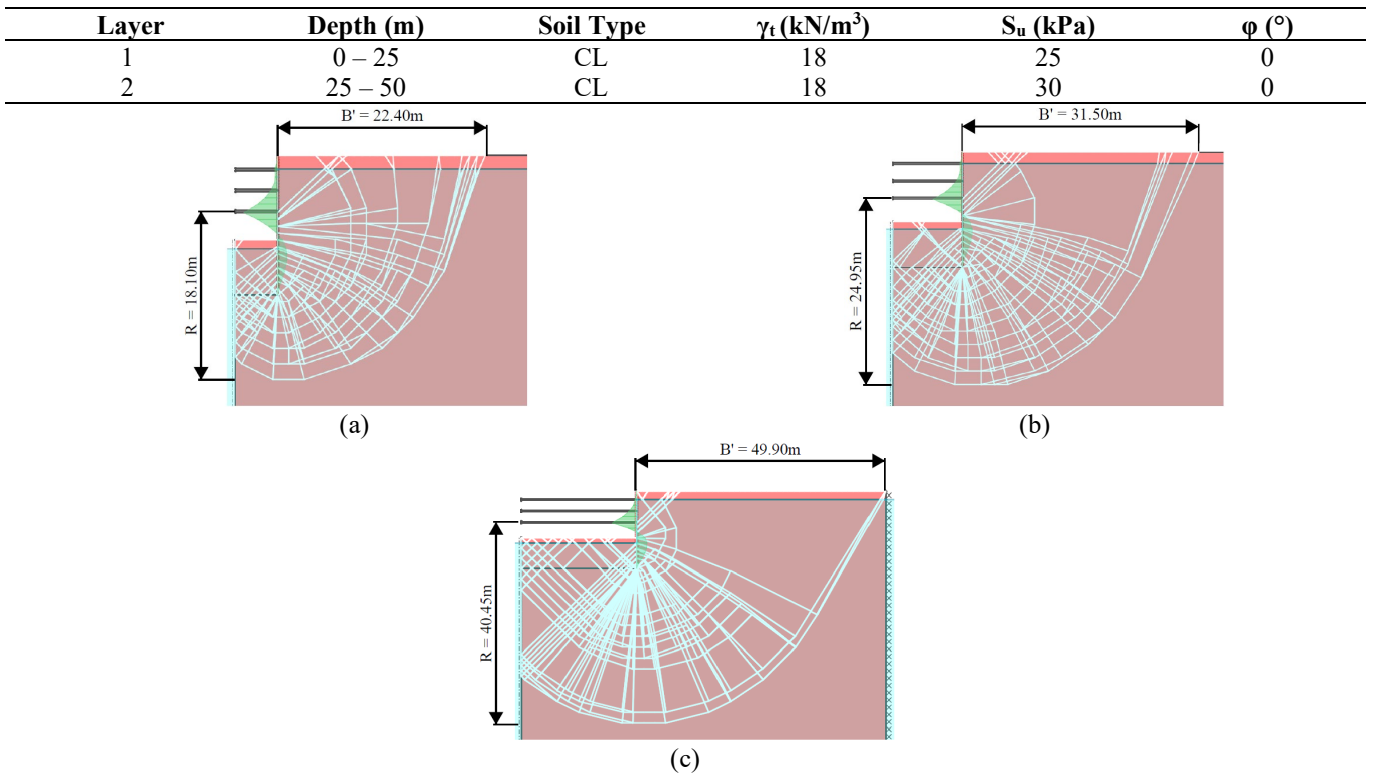 Layer Depth (m) Soil Type γt (kN/m³) Su (kPa) φ (°)
1 0 – 25 CL 18 25 0
2 25 – 50 CL 18 30 0
B' = 22.40m
R = 18.10m
(a)
B' = 31.50m
R = 24.95m
(b)
B' = 49.90m
R = 40.45m
(c)